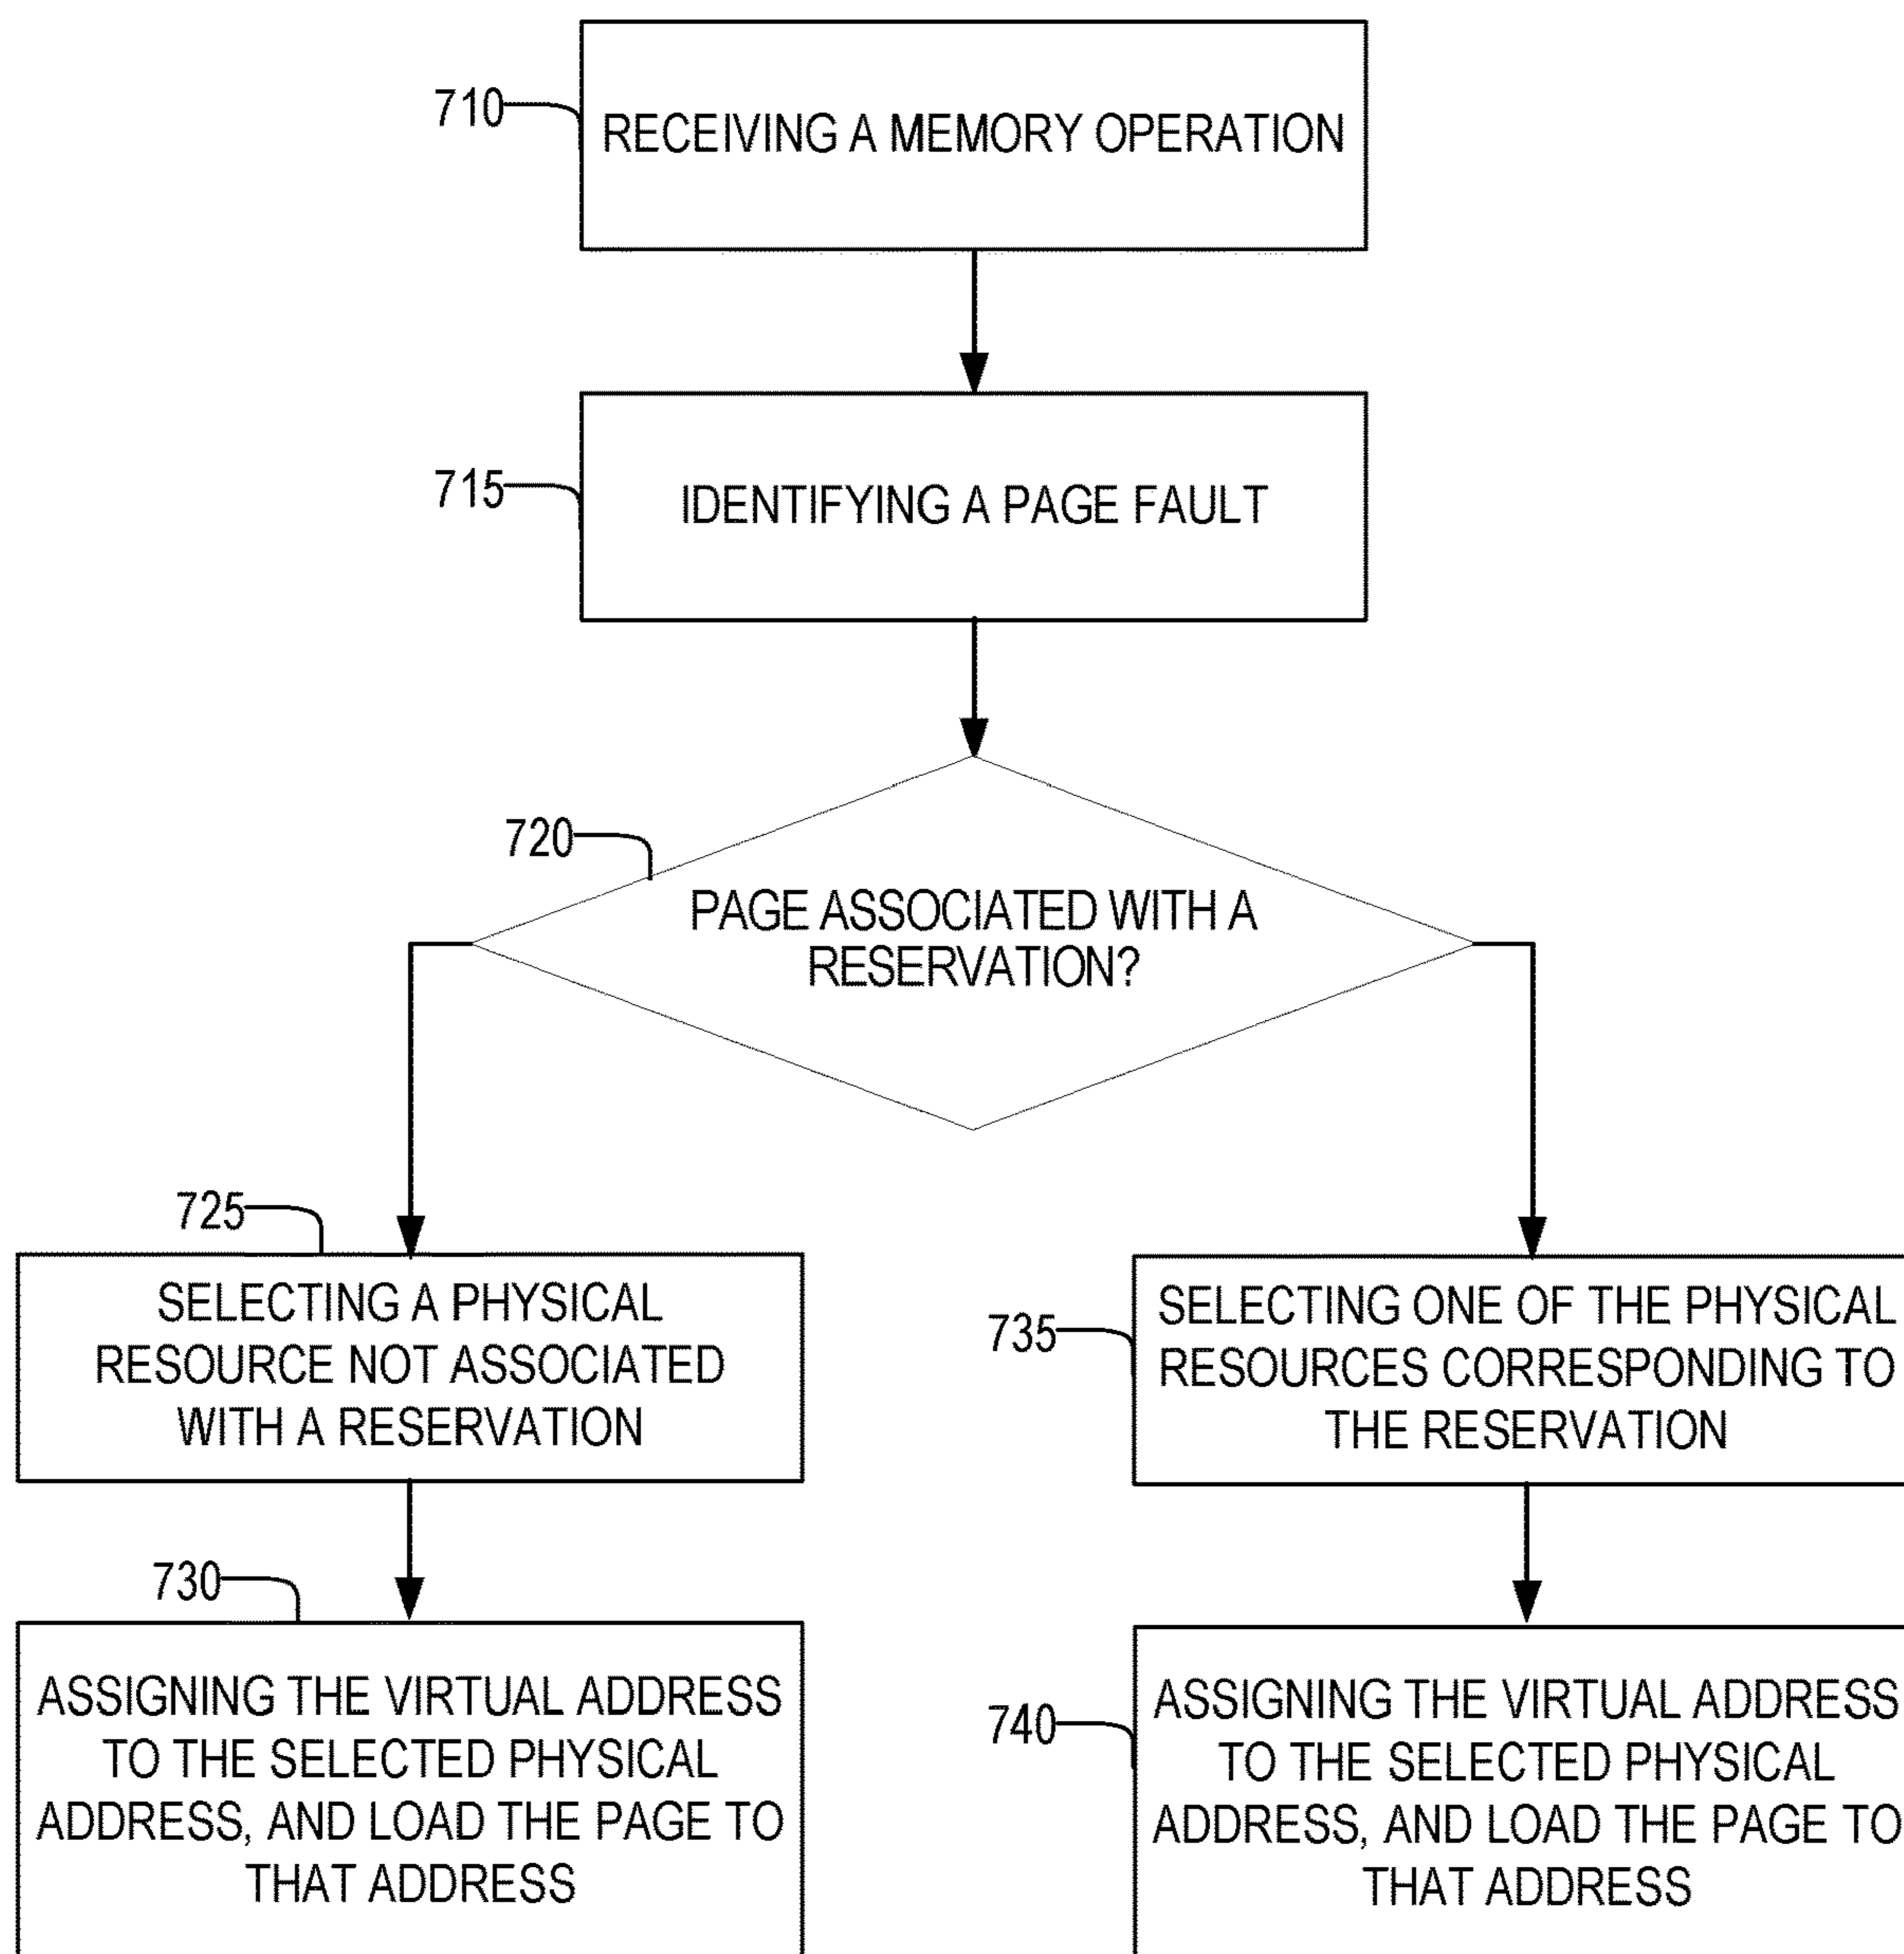 710
RECEIVING A MEMORY OPERATION
715
IDENTIFYING A PAGE FAULT
720
PAGE ASSOCIATED WITH A
RESERVATION?
725
SELECTING A PHYSICAL
RESOURCE NOT ASSOCIATED
WITH A RESERVATION
730
ASSIGNING THE VIRTUAL ADDRESS
TO THE SELECTED PHYSICAL
ADDRESS, AND LOAD THE PAGE TO
THAT ADDRESS
735
SELECTING ONE OF THE PHYSICAL
RESOURCES CORRESPONDING TO
THE RESERVATION
740
ASSIGNING THE VIRTUAL ADDRESS
TO THE SELECTED PHYSICAL
ADDRESS, AND LOAD THE PAGE TO
THAT ADDRESS